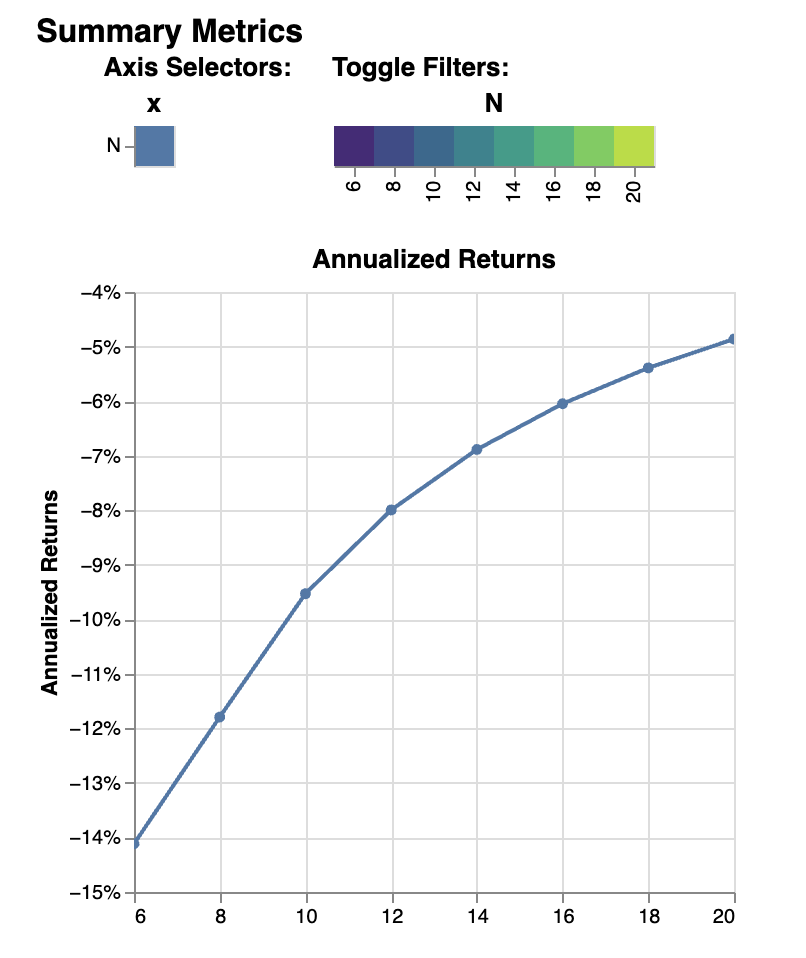 Summary Metrics
Axis Selectors: Toggle Filters:
x N
N
6 8 10 12 14 16 18 20
Annualized Returns
−4%
−5%
−6%
−7%
−8%
−9%
−10%
−11%
−12%
−13%
−14%
−15%
Annualized Returns
6 8 10 12 14 16 18 20